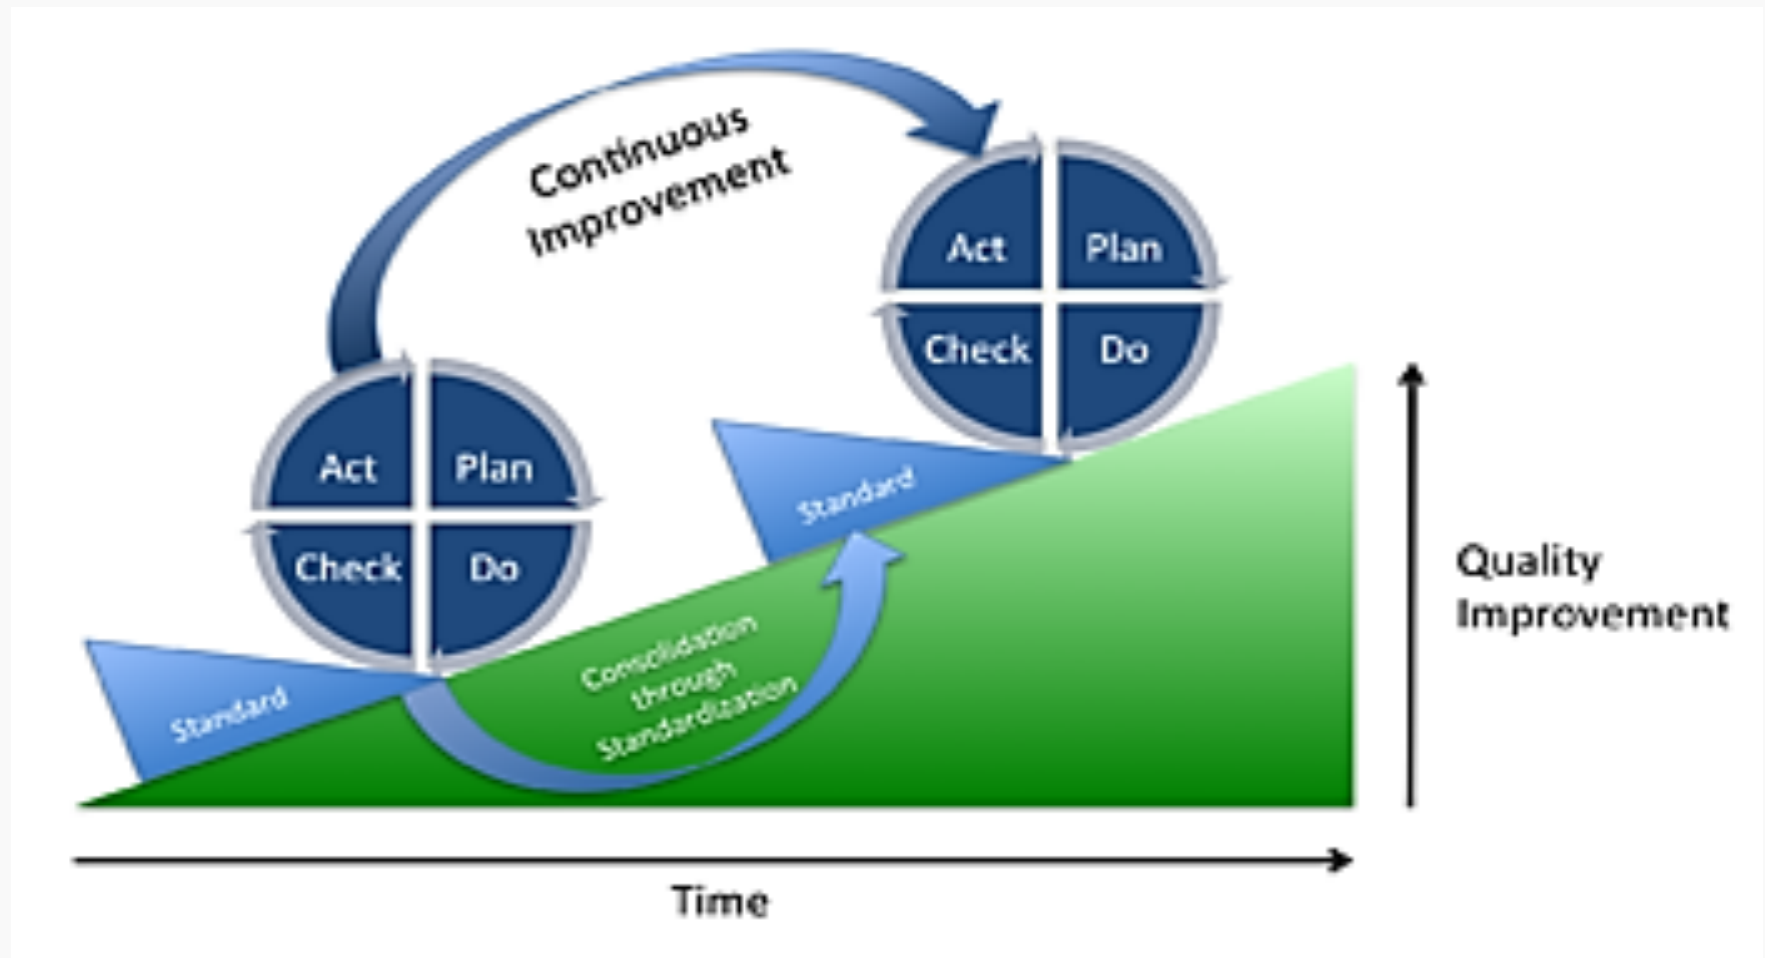 Continuous
Improvement
Act
Plan
Check
Do
Act
Plan
Check
Do
Standard
Standard
Consolidation
through
Standardization
Quality
Improvement
Time